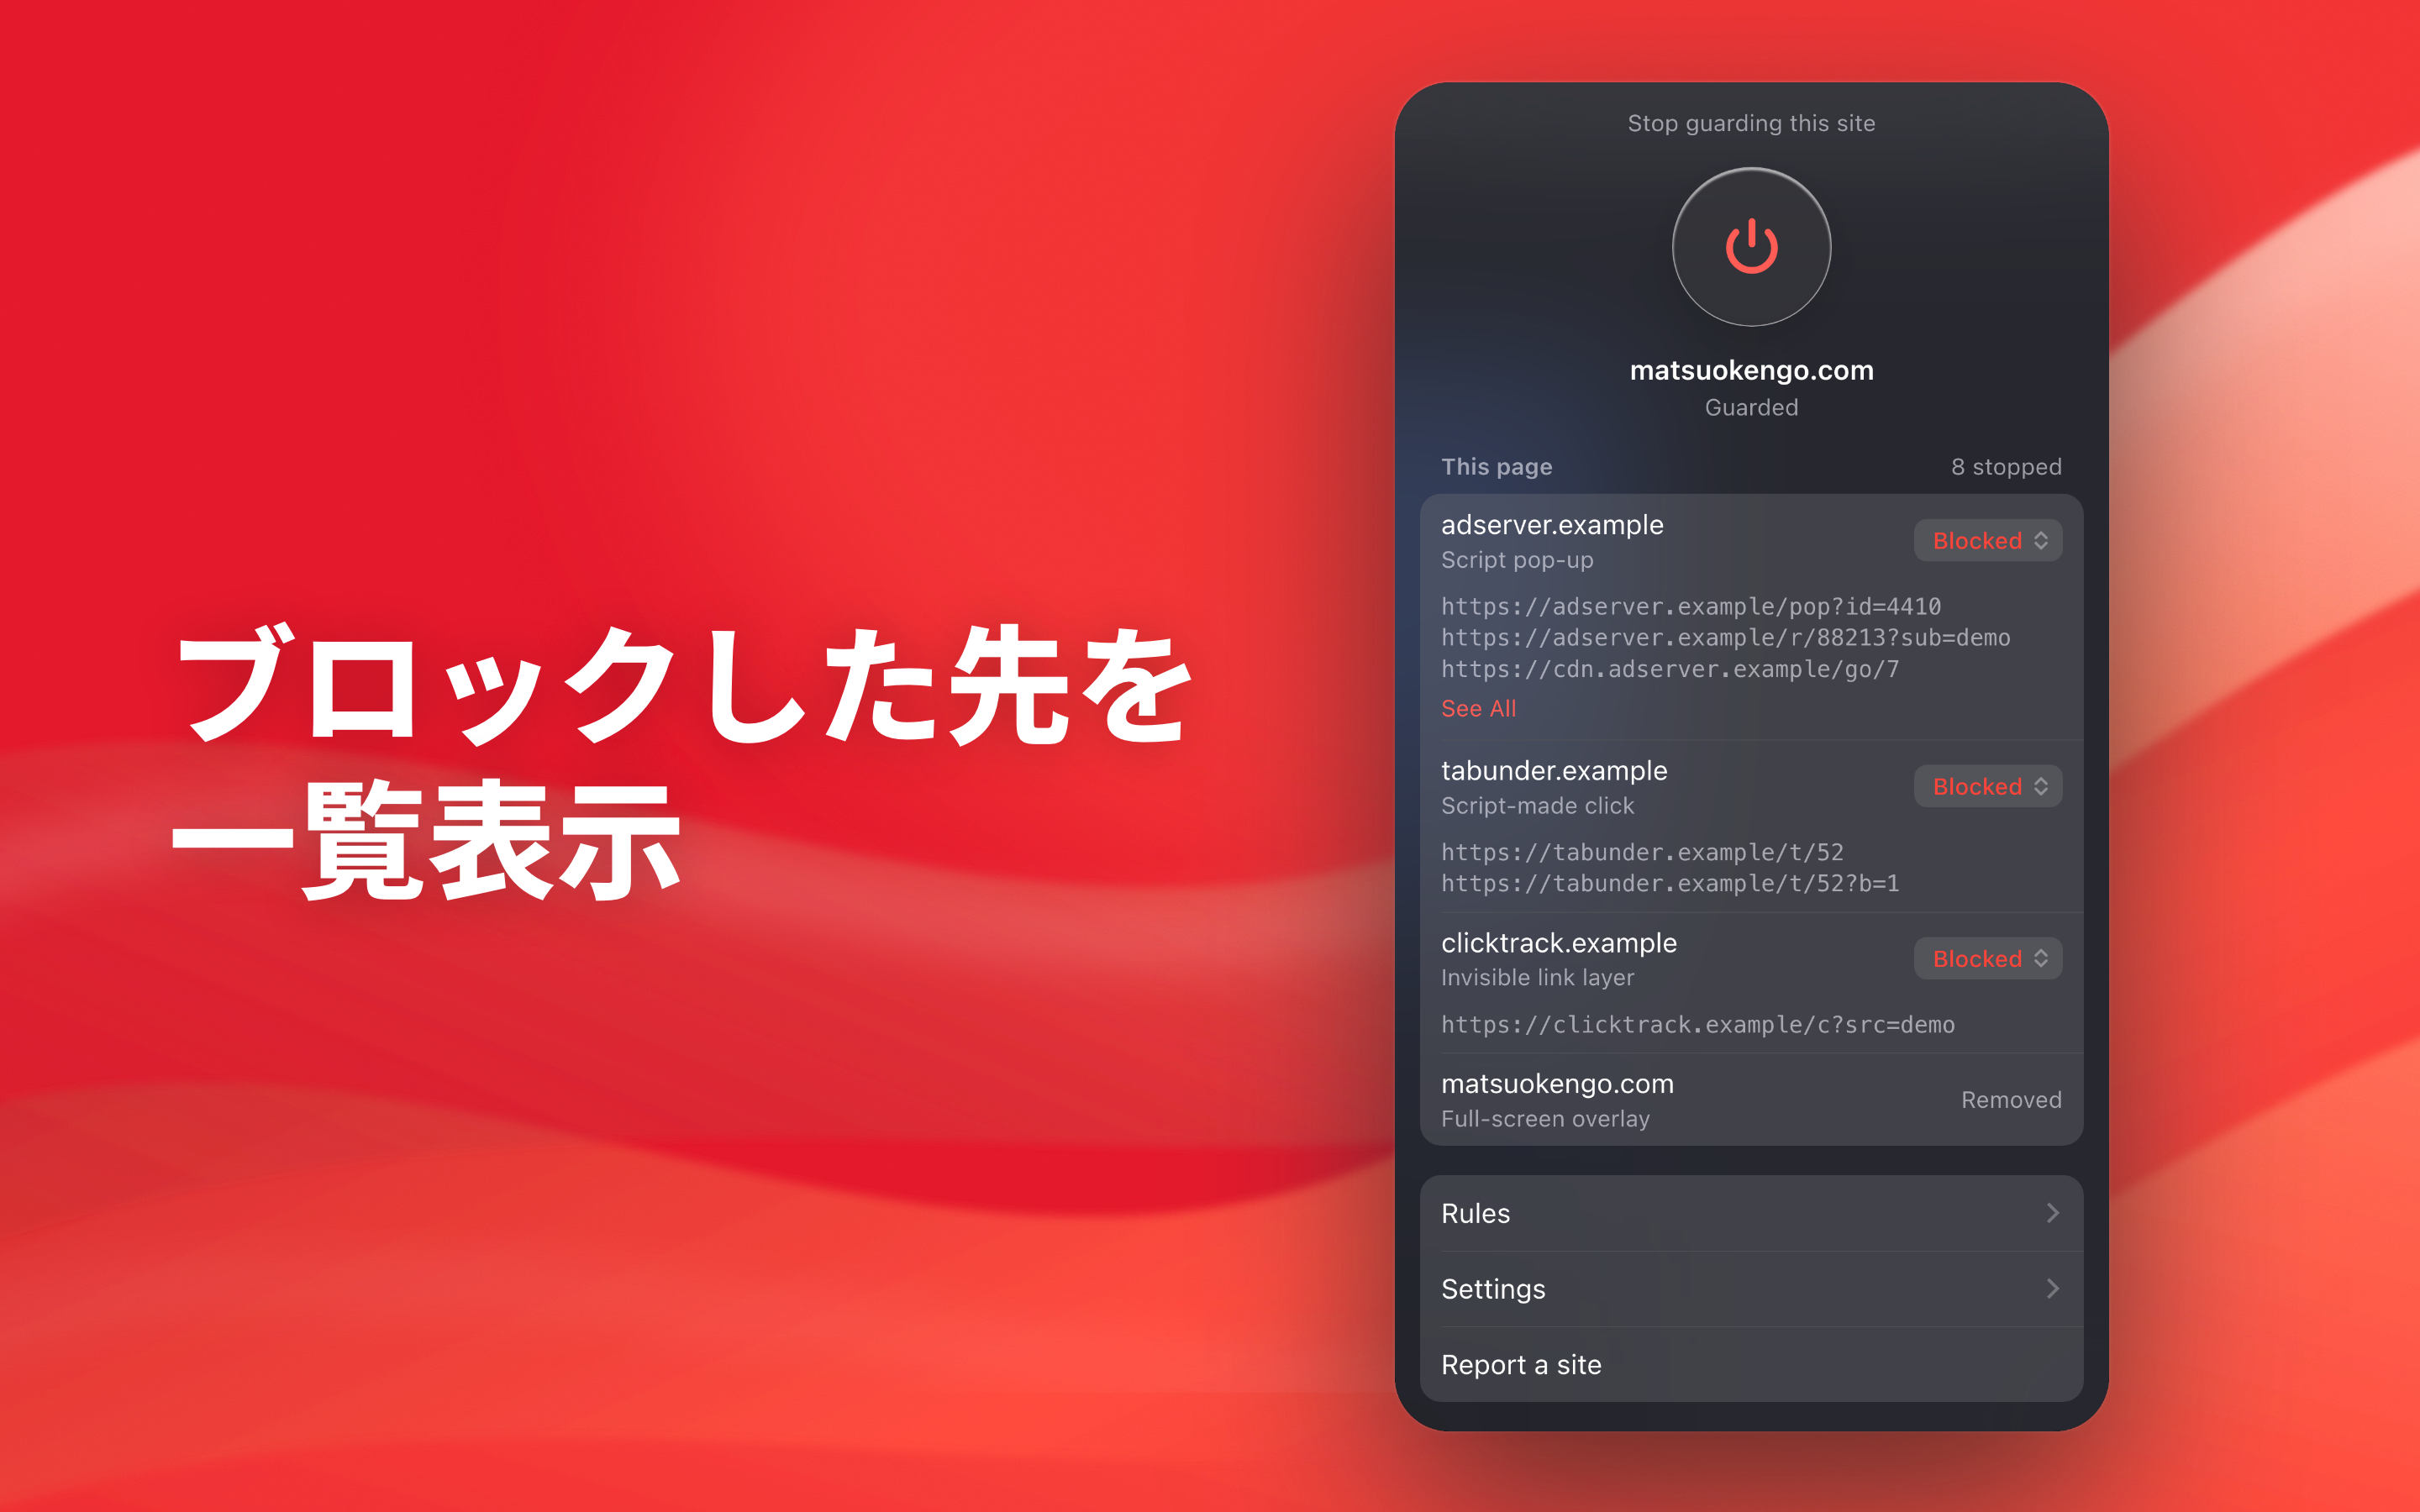 ブロックした先を
一覧表示
Stop guarding this site
matsuokengo.com
Guarded
This page
8 stopped
adserver.example
Script pop-up
Blocked
https://adserver.example/pop?id=4410
https://adserver.example/r/88213?sub=demo
https://cdn.adserver.example/go/7
See All
tabunder.example
Script-made click
Blocked
https://tabunder.example/t/52
https://tabunder.example/t/52?b=1
clicktrack.example
Invisible link layer
Blocked
https://clicktrack.example/c?src=demo
matsuokengo.com
Full-screen overlay
Removed
Rules
Settings
Report a site